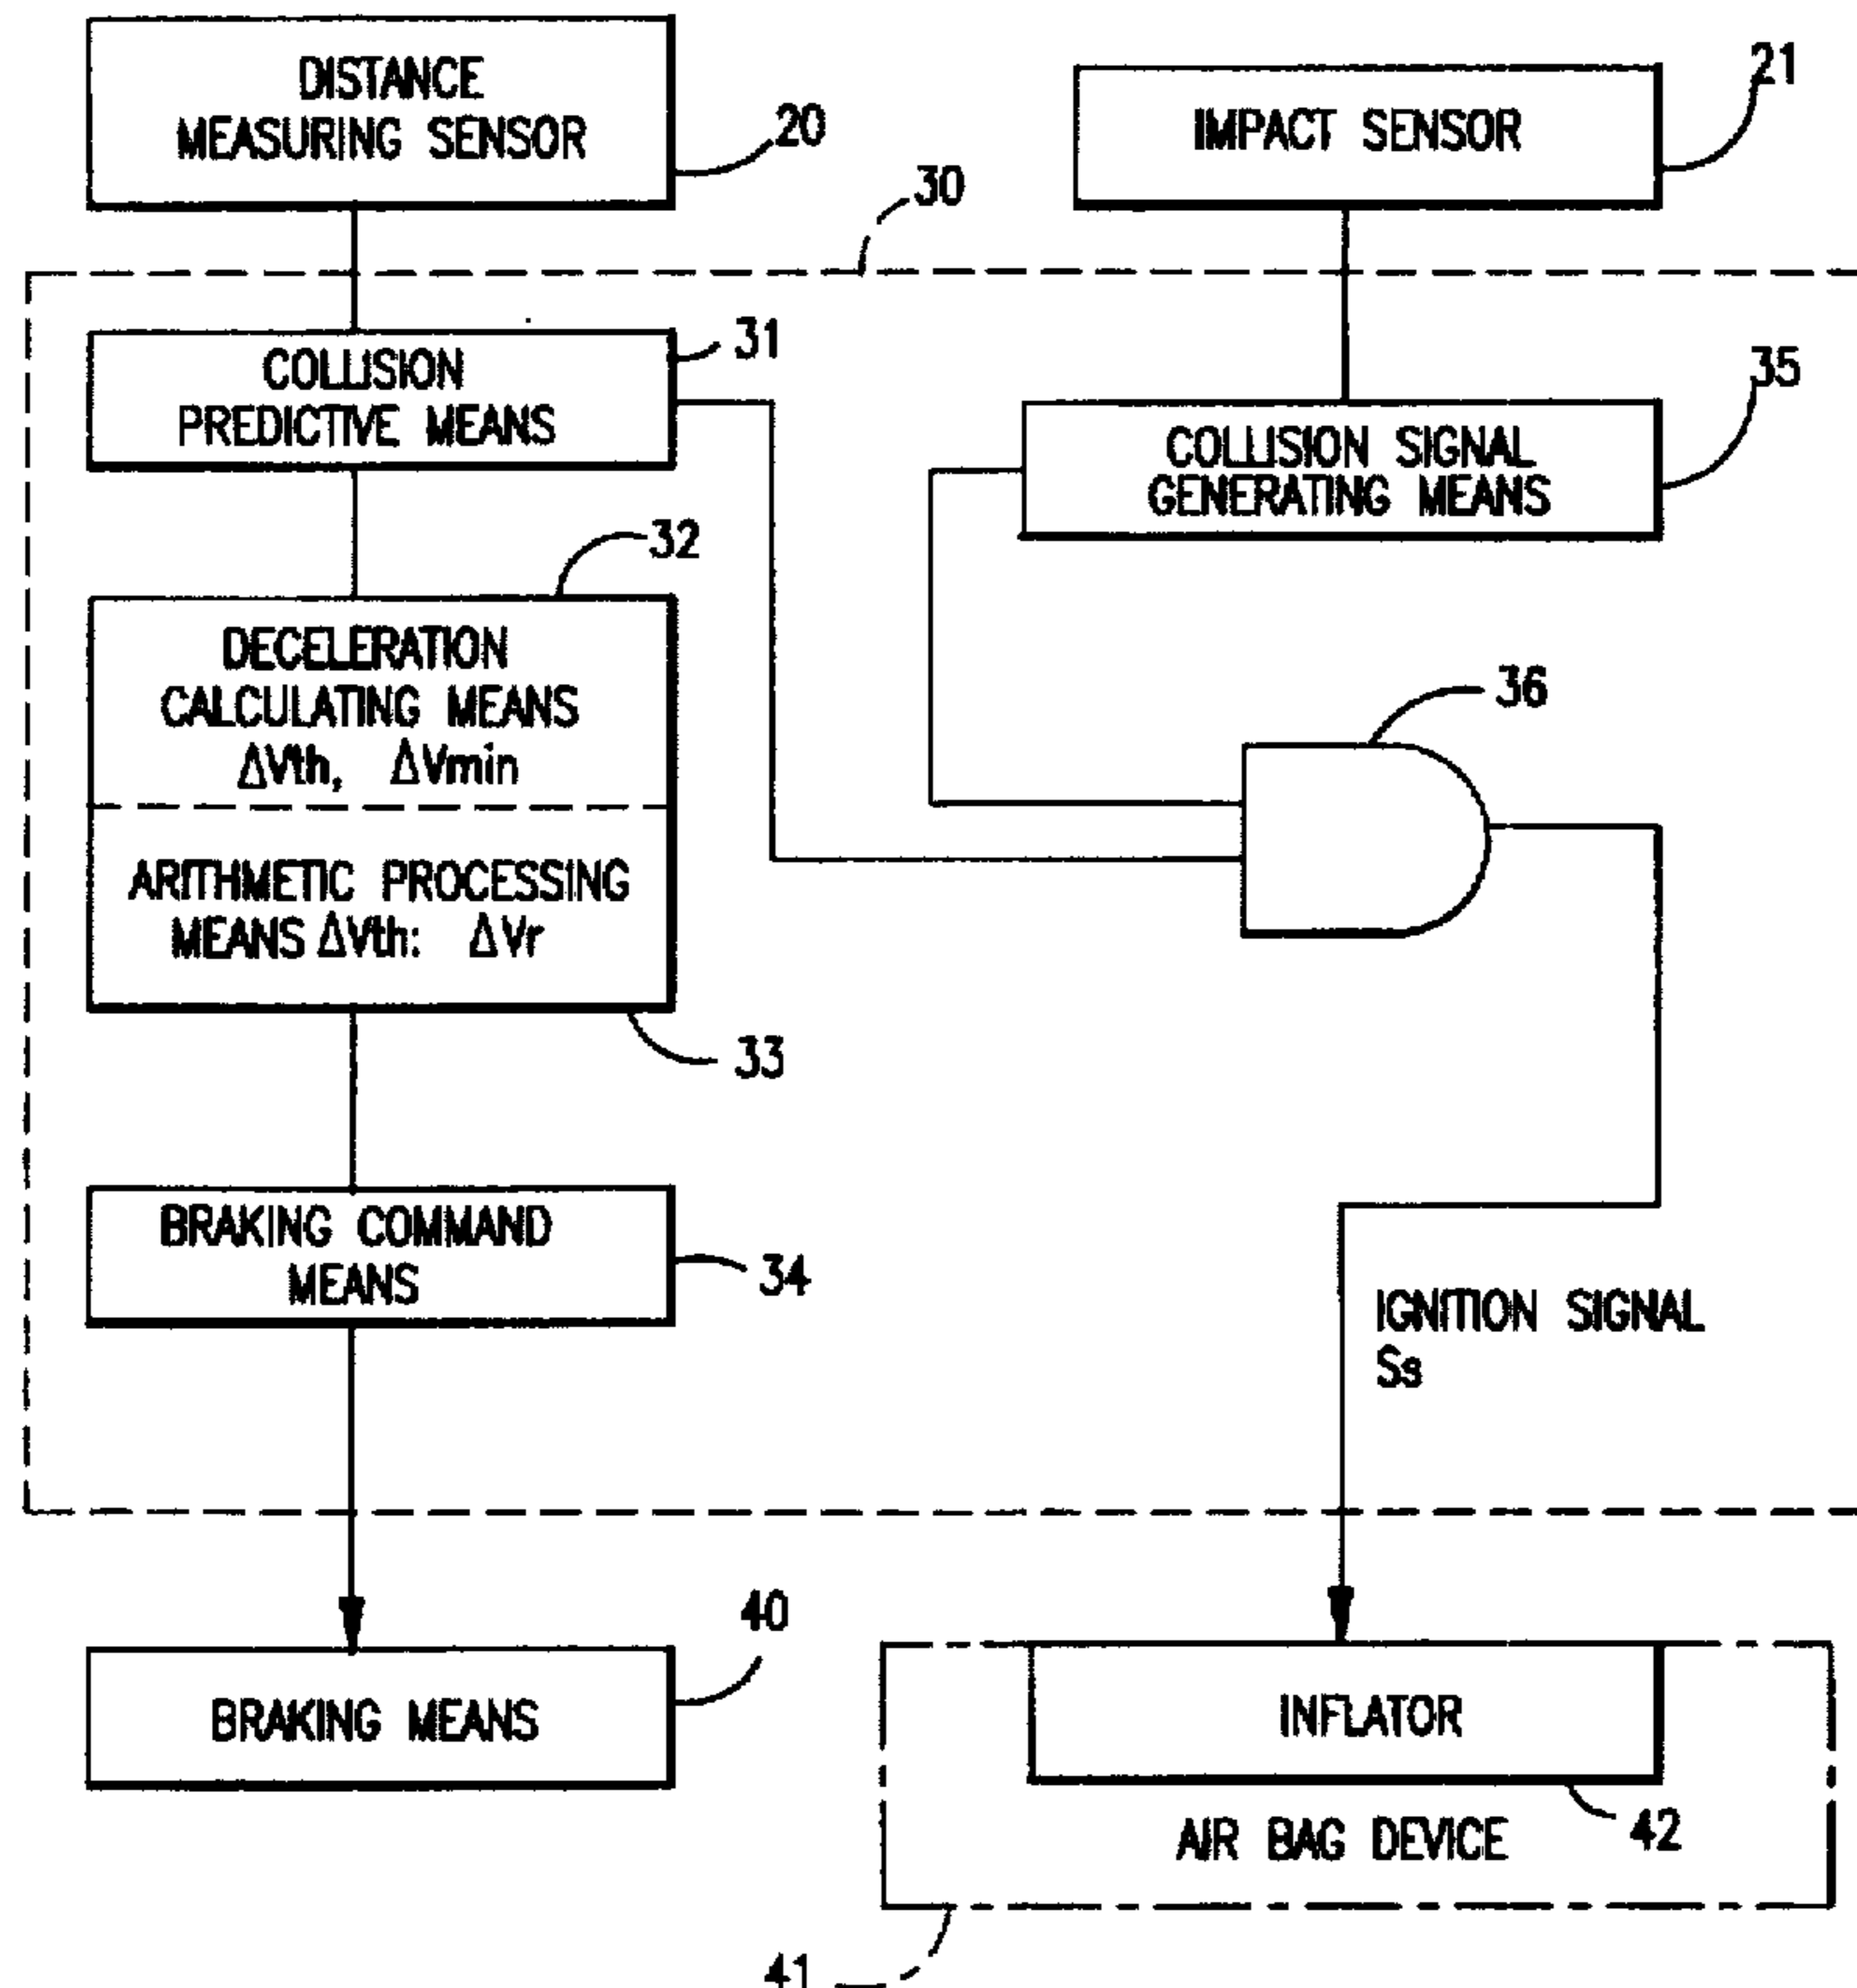 DISTANCE
MEASURING SENSOR
20
IMPACT SENSOR
21
30
COLLISION
PREDICTIVE MEANS
31
COLLISION SIGNAL
GENERATING MEANS
35
32
DECELERATION
CALCULATING MEANS
ΔVth, ΔVmin
ARITHMETIC PROCESSING
MEANS ΔVth: ΔVr
33
36
BRAKING COMMAND
MEANS
34
IGNITION SIGNAL
Ss
BRAKING MEANS
40
INFLATOR
42
AIR BAG DEVICE
41